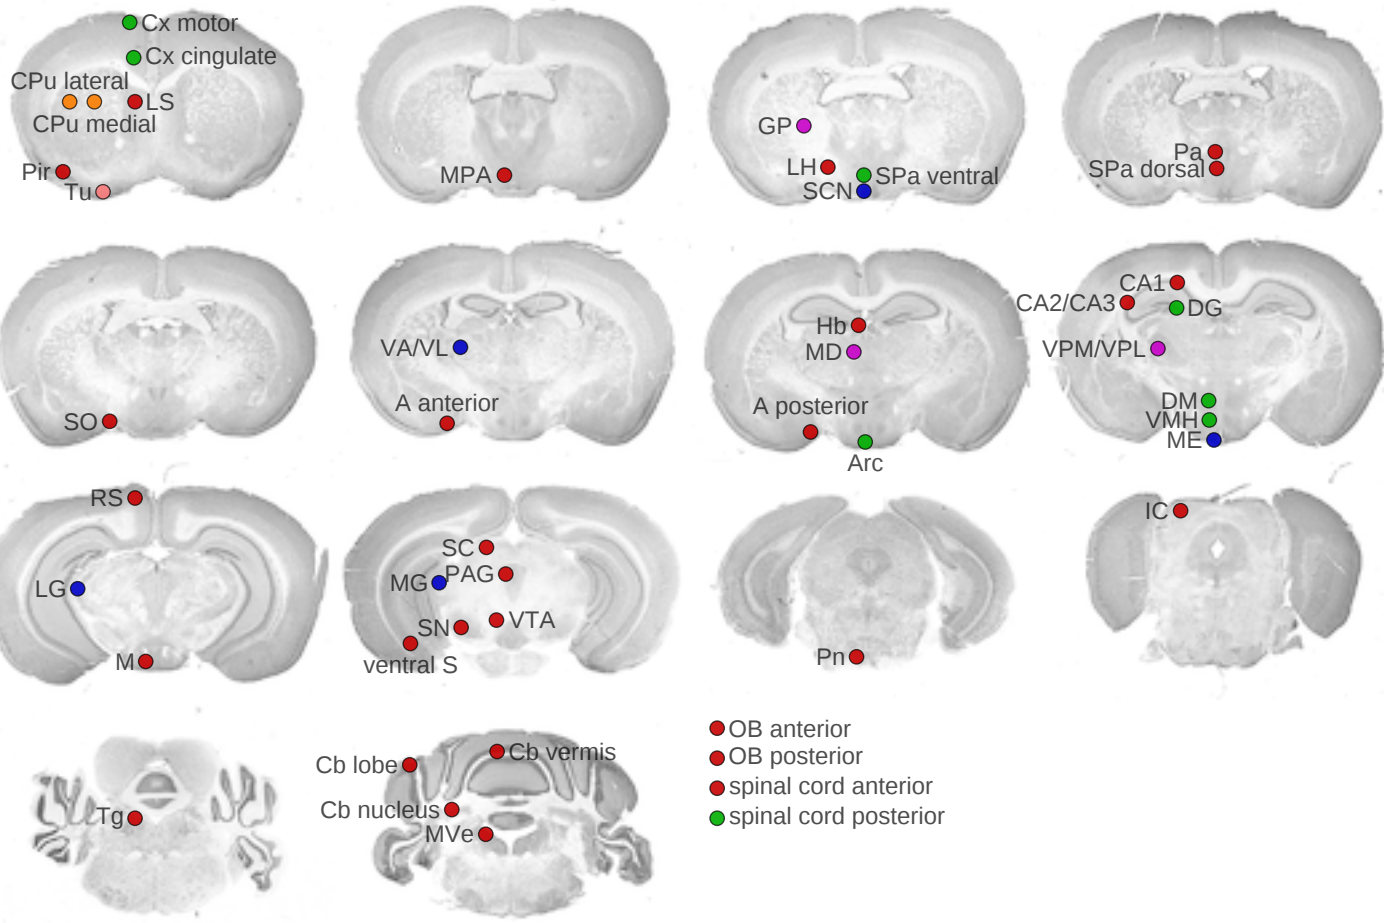 Cx motor
Cx cingulate
CPu lateral
LS
CPu medial
Pir
Tu
MPA
GP
LH
SPa ventral
SCN
Pa
SPa dorsal
SO
VA/VL
A anterior
Hb
MD
A posterior
Arc
CA1
CA2/CA3
DG
VPM/VPL
DM
VMH
ME
RS
LG
M
SC
MG
PAG
SN
VTA
ventral S
Pn
IC
Tg
Cb lobe
Cb vermis
Cb nucleus
MVe
OB anterior
OB posterior
spinal cord anterior
spinal cord posterior